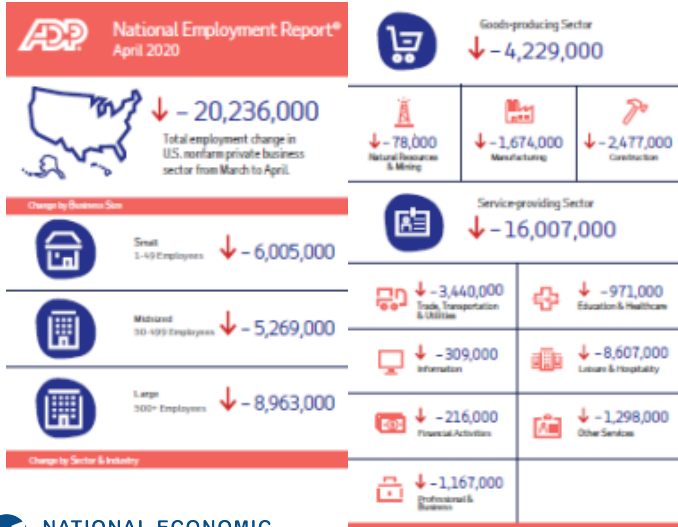 ADP
National Employment Report®
April 2020
- 20,236,000
Total employment change in
U.S. nonfarm private business
sector from March to April.
Change by Business Size
Small
1-49 Employees
- 6,005,000
Midsized
50-499 Employees
- 5,269,000
Large
500+ Employees
- 8,963,000
Change by Sector & Industry
NATIONAL ECONOMIC
Goods-producing Sector
-4,229,000
-78,000
Natural Resources
& Mining
-1,674,000
Manufacturing
-2,477,000
Construction
Service-providing Sector
-16,007,000
-3,440,000
Trade, Transportation
& Utilities
-971,000
Education & Healthcare
-309,000
Information
-8,607,000
Leisure & Hospitality
-216,000
Financial Activities
-1,298,000
Other Services
-1,167,000
Professional &
Business